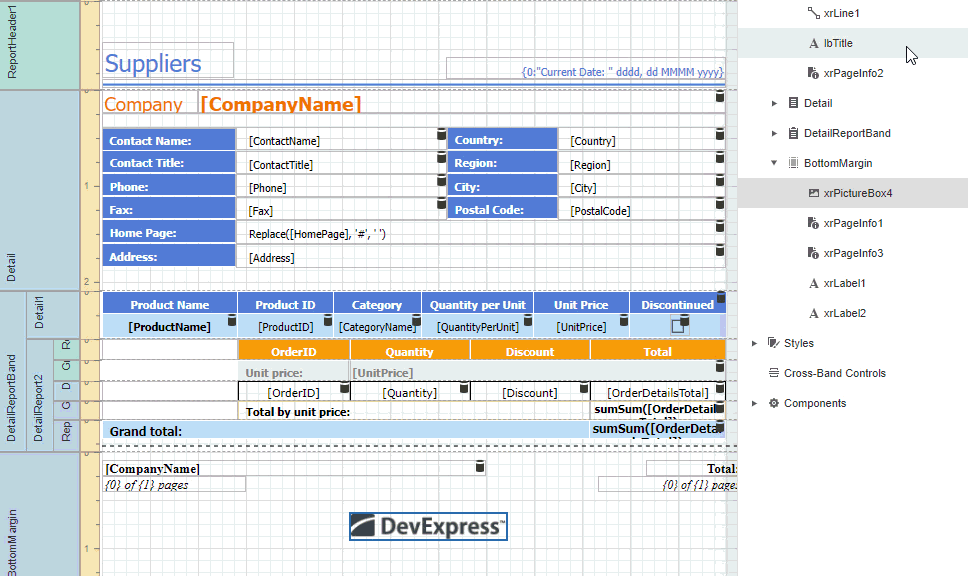 ReportHeader1
Suppliers
{0:"Current Date: " dddd, dd MMMM yyyy}
0
Company [CompanyName]
Contact Name: [ContactName] Country: [Country]
Contact Title: [ContactTitle] Region: [Region]
1
Phone: [Phone] City: [City]
Fax: [Fax] Postal Code: [PostalCode]
Home Page: Replace([HomePage], '#', ' ')
Address: [Address]
Detail
2
Product Name Product ID Category Quantity per Unit Unit Price Discontinued
Detail1
[ProductName] [ProductID] [CategoryName] [QuantityPerUnit] [UnitPrice]
OrderID Quantity Discount Total
Unit price: [UnitPrice]
[OrderID] [Quantity] [Discount] [OrderDetailsTotal]
Total by unit price: sumSum([OrderDetail
Grand total: sumSum([OrderDeta
DetailReportBand
DetailReport2
Re
G
D
G
Rep
[CompanyName] Total:
{0} of {1} pages {0} of {1} pages
DevExpress™
1
BottomMargin
xrLine1
A lbTitle
xrPageInfo2
Detail
DetailReportBand
BottomMargin
xrPictureBox4
xrPageInfo1
xrPageInfo3
A xrLabel1
A xrLabel2
Styles
Cross-Band Controls
Components